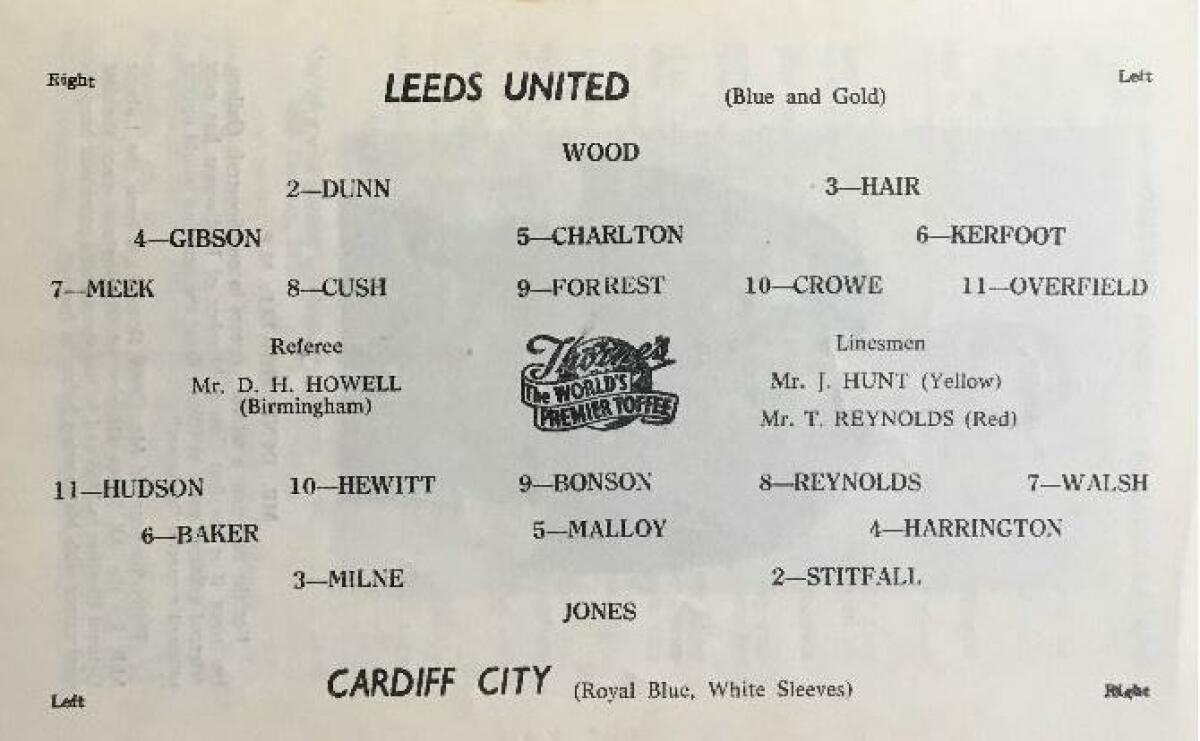 Right LEEDS UNITED (Blue and Gold) Left
WOOD
2—DUNN 3—HAIR
4—GIBSON 5—CHARLTON 6—KERFOOT
7—MEEK 8—CUSH 9—FORREST 10—CROWE 11—OVERFIELD
Referee Linesmen
Mr. D. H. HOWELL
(Birmingham)
Thorne's
The WORLD'S
PREMIER TOFFEE
Mr. J. HUNT (Yellow)
Mr. T. REYNOLDS (Red)
11—HUDSON 10—HEWITT 9—BONSON 8—REYNOLDS 7—WALSH
6—BAKER 5—MALLOY 4—HARRINGTON
3—MILNE 2—STITFALL
JONES
Left CARDIFF CITY (Royal Blue, White Sleeves) Right